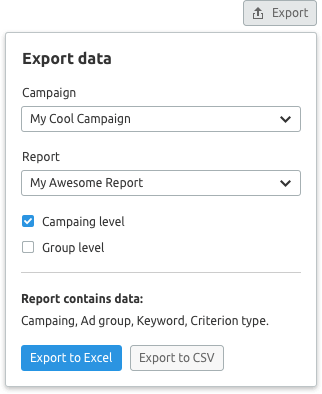 Export
Export data
Campaign
My Cool Campaign
Report
My Awesome Report
Campaing level
Group level
Report contains data:
Campaing, Ad group, Keyword, Criterion type.
Export to Excel
Export to CSV